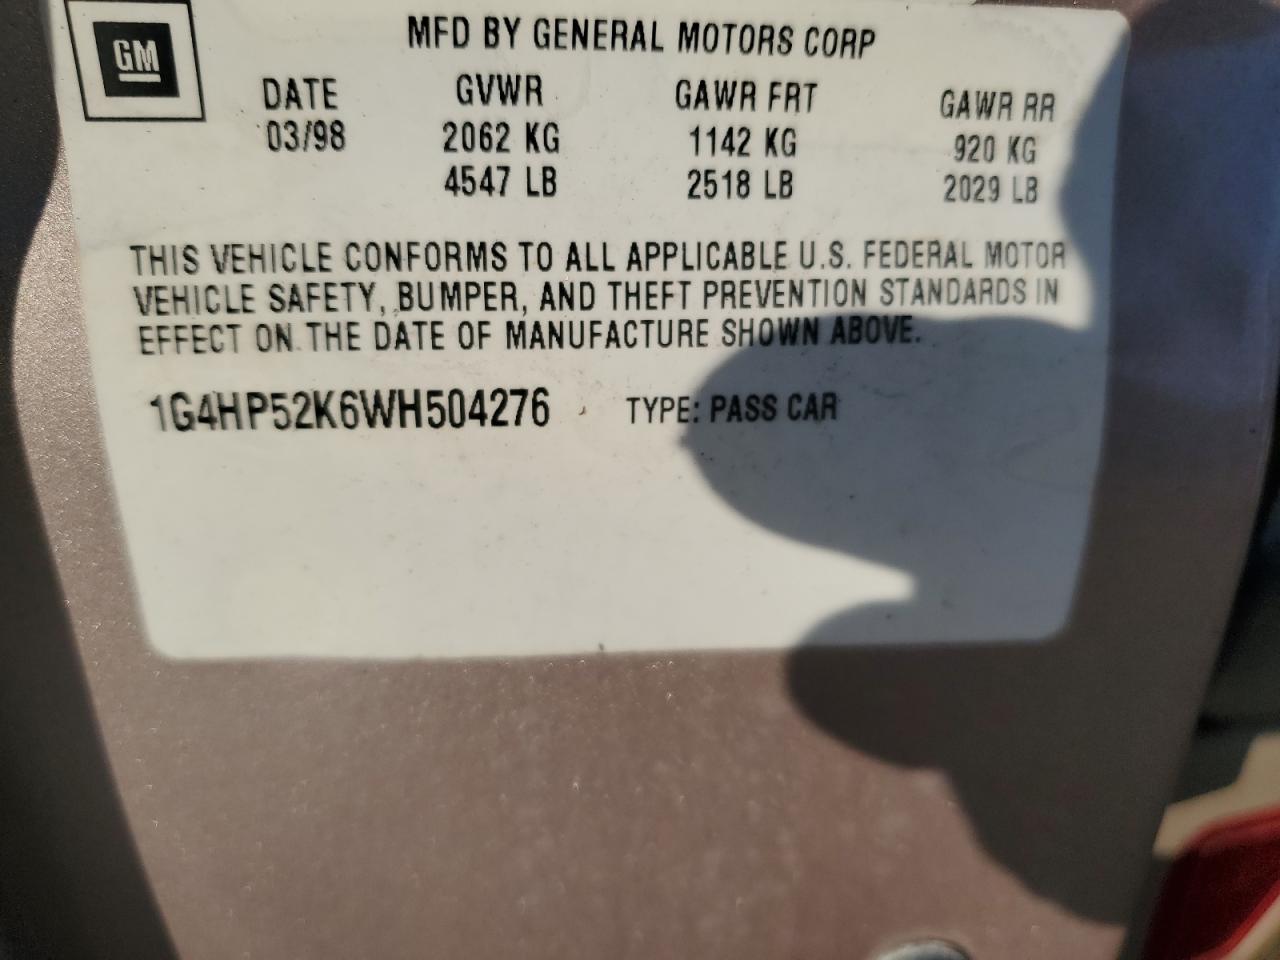 GM
MFD BY GENERAL MOTORS CORP
DATE GVWR GAWR FRT GAWR RR
03/98 2062 KG 1142 KG 920 KG
4547 LB 2518 LB 2029 LB
THIS VEHICLE CONFORMS TO ALL APPLICABLE U.S. FEDERAL MOTOR
VEHICLE SAFETY, BUMPER, AND THEFT PREVENTION STANDARDS IN
EFFECT ON THE DATE OF MANUFACTURE SHOWN ABOVE.
1G4HP52K6WH504276 TYPE: PASS CAR